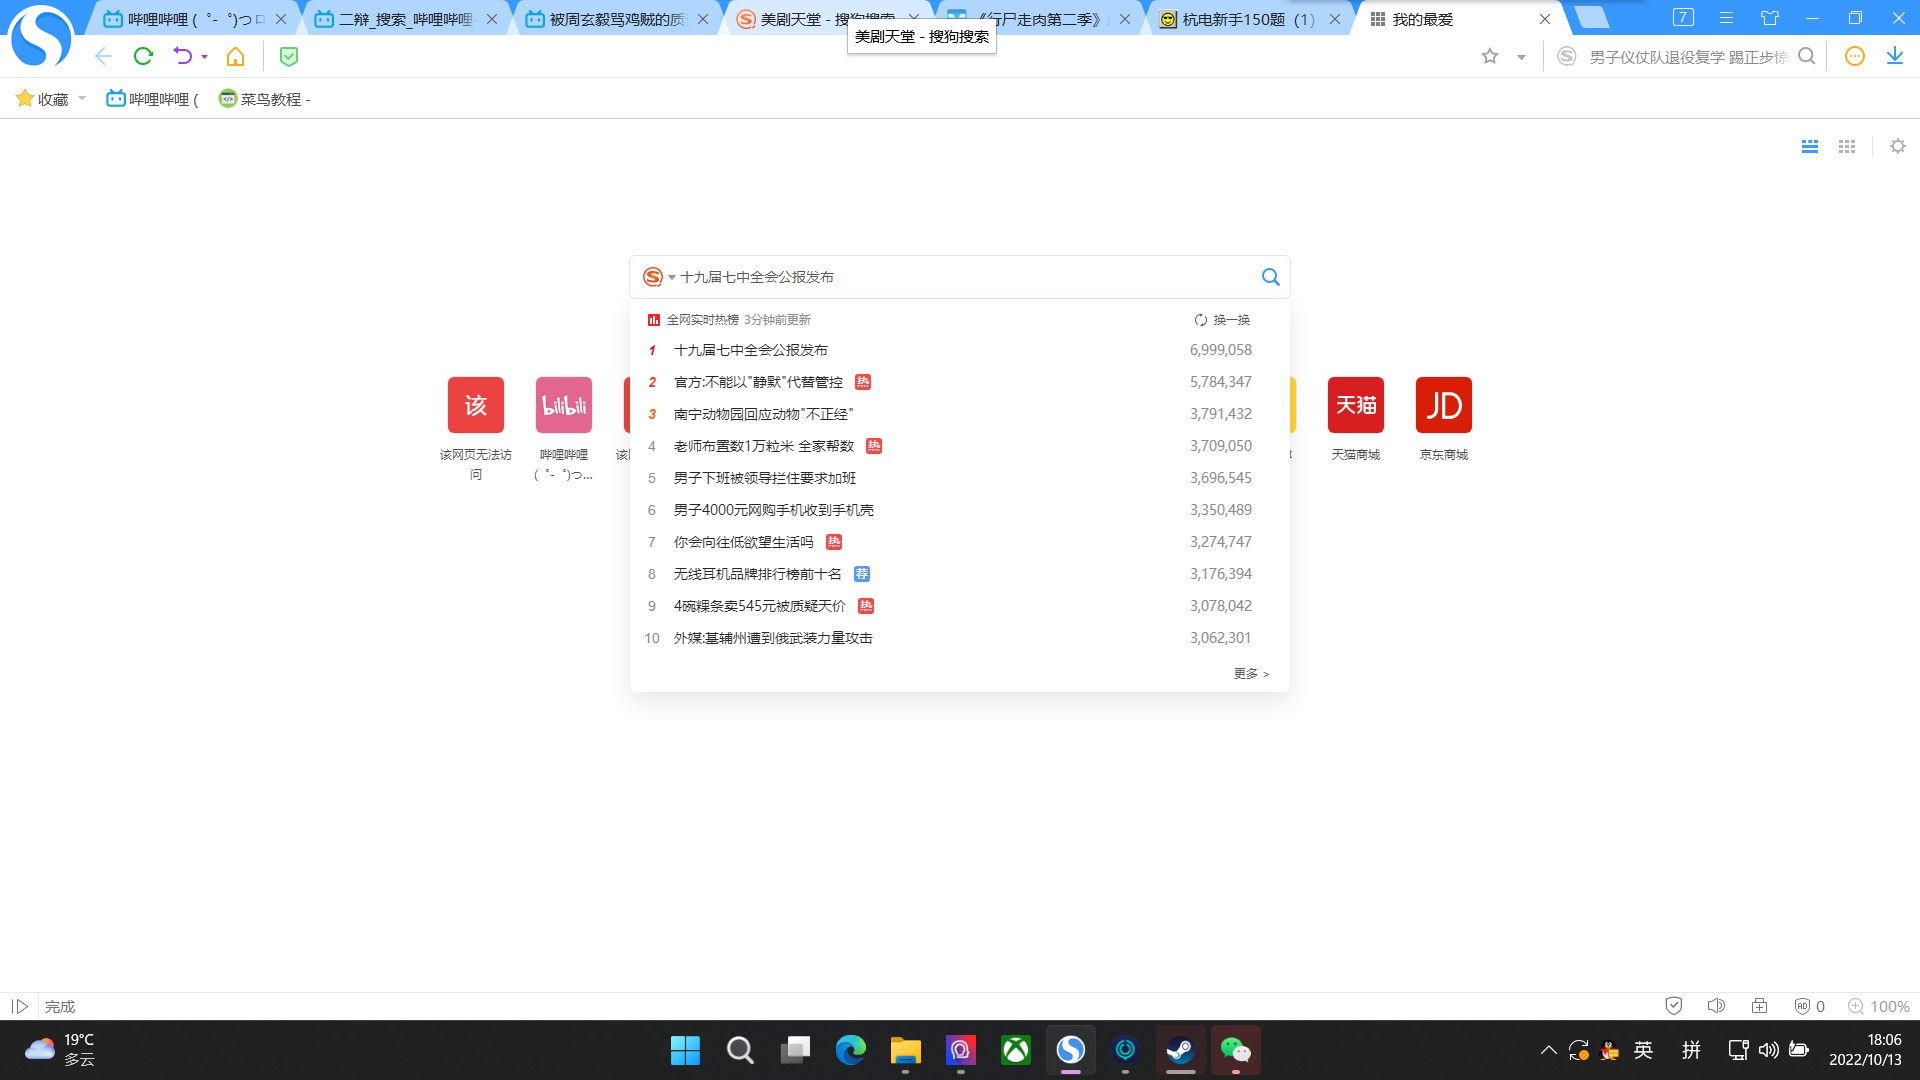 哔哩哔哩 (゜-゜)つロ
二辩_搜索_哔哩哔哩-
被周玄毅骂鸡贼的质
美剧天堂 - 搜狗搜索
《行尸走肉第二季》
杭电新手150题（1）
我的最爱
7
美剧天堂 - 搜狗搜索
男子仪仗队退役复学 踢正步惊
收藏
哔哩哔哩 (
菜鸟教程 -
十九届七中全会公报发布
全网实时热榜 3分钟前更新
换一换
1 十九届七中全会公报发布 6,999,058
2 官方:不能以"静默"代替管控 热 5,784,347
3 南宁动物园回应动物"不正经" 3,791,432
4 老师布置数1万粒米 全家帮数 热 3,709,050
5 男子下班被领导拦住要求加班 3,696,545
6 男子4000元网购手机收到手机壳 3,350,489
7 你会向往低欲望生活吗 热 3,274,747
8 无线耳机品牌排行榜前十名 荐 3,176,394
9 4碗粿条卖545元被质疑天价 热 3,078,042
10 外媒:基辅州遭到俄武装力量攻击 3,062,301
更多 >
该
bilibili
天猫
JD
该网页无法访
问
哔哩哔哩
(゜-゜)つ...
该
天猫商城
京东商城
完成
0
100%
19°C
多云
英
拼
18:06
2022/10/13